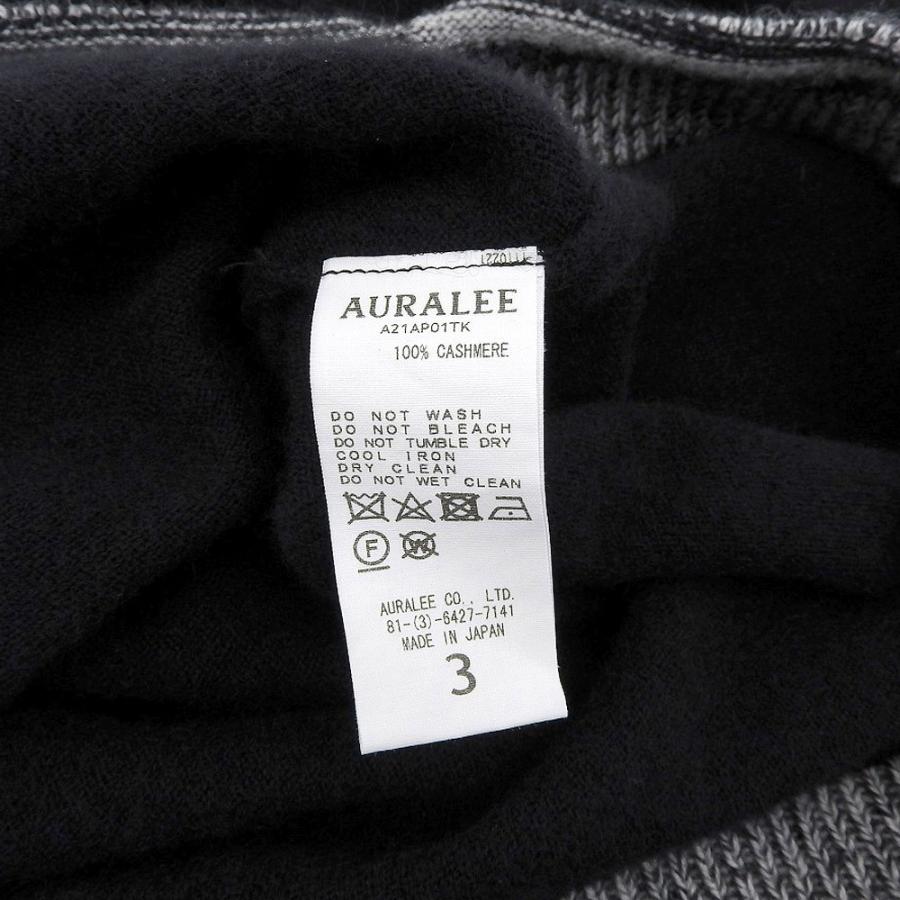 AURALEE
A21AP01TK
100% CASHMERE
DO NOT WASH
DO NOT BLEACH
DO NOT TUMBLE DRY
COOL IRON
DRY CLEAN
DO NOT WET CLEAN
F W
AURALEE CO., LTD.
81-(3)-6427-7141
MADE IN JAPAN
3